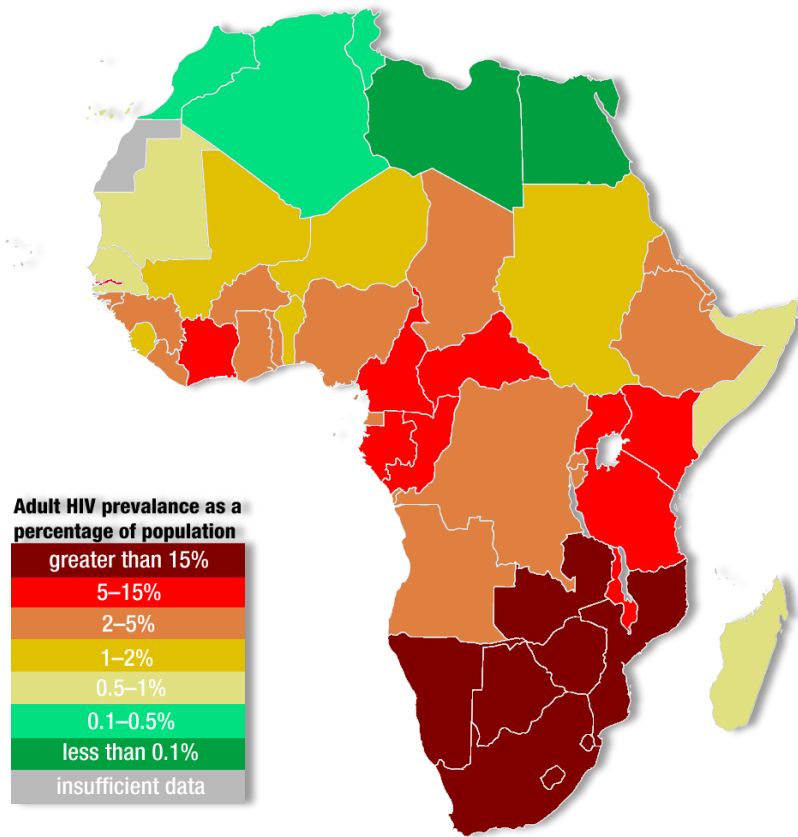 Adult HIV prevalance as a
percentage of population
greater than 15%
5–15%
2–5%
1–2%
0.5–1%
0.1–0.5%
less than 0.1%
insufficient data